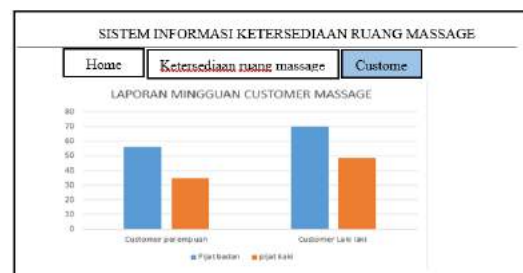 SISTEM INFORMASI KETERSEDIAAN RUANG MASSAGE
Home Ketersediaan ruang massage Custome
LAPORAN MINGGUAN CUSTOMER MASSAGE
80
70
60
50
40
30
20
10
0
Customer perempuan Customer Laki laki
Pijat badan pijat kaki